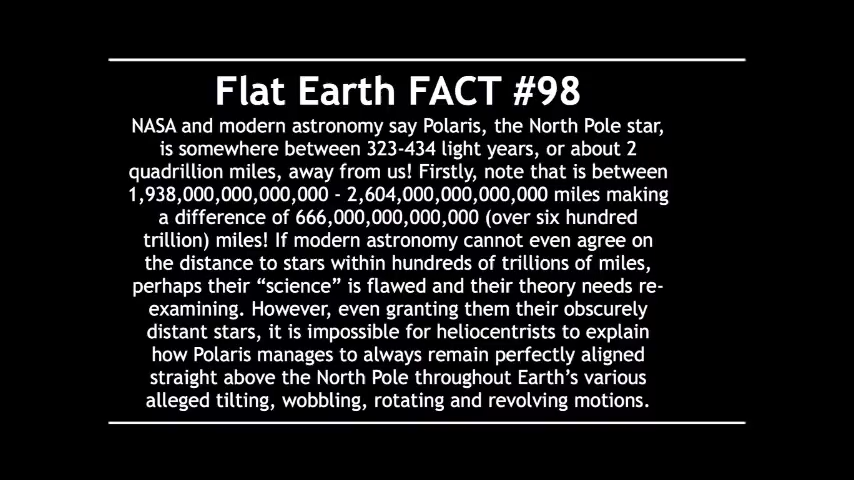 Flat Earth FACT #98
NASA and modern astronomy say Polaris, the North Pole star,
is somewhere between 323-434 light years, or about 2
quadrillion miles, away from us! Firstly, note that is between
1,938,000,000,000,000 - 2,604,000,000,000,000 miles making
a difference of 666,000,000,000,000 (over six hundred
trillion) miles! If modern astronomy cannot even agree on
the distance to stars within hundreds of trillions of miles,
perhaps their “science” is flawed and their theory needs re-
examining. However, even granting them their obscurely
distant stars, it is impossible for heliocentrists to explain
how Polaris manages to always remain perfectly aligned
straight above the North Pole throughout Earth’s various
alleged tilting, wobbling, rotating and revolving motions.